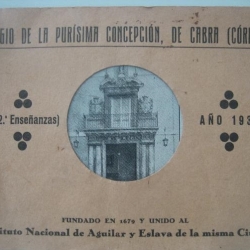 GIO DE LA PURÍSIMA CONCEPCIÓN, DE CABRA (CÓR
2.ª Enseñanzas)
AÑO 193
FUNDADO EN 1679 Y UNIDO AL
ituto Nacional de Aguilar y Eslava de la misma Ci